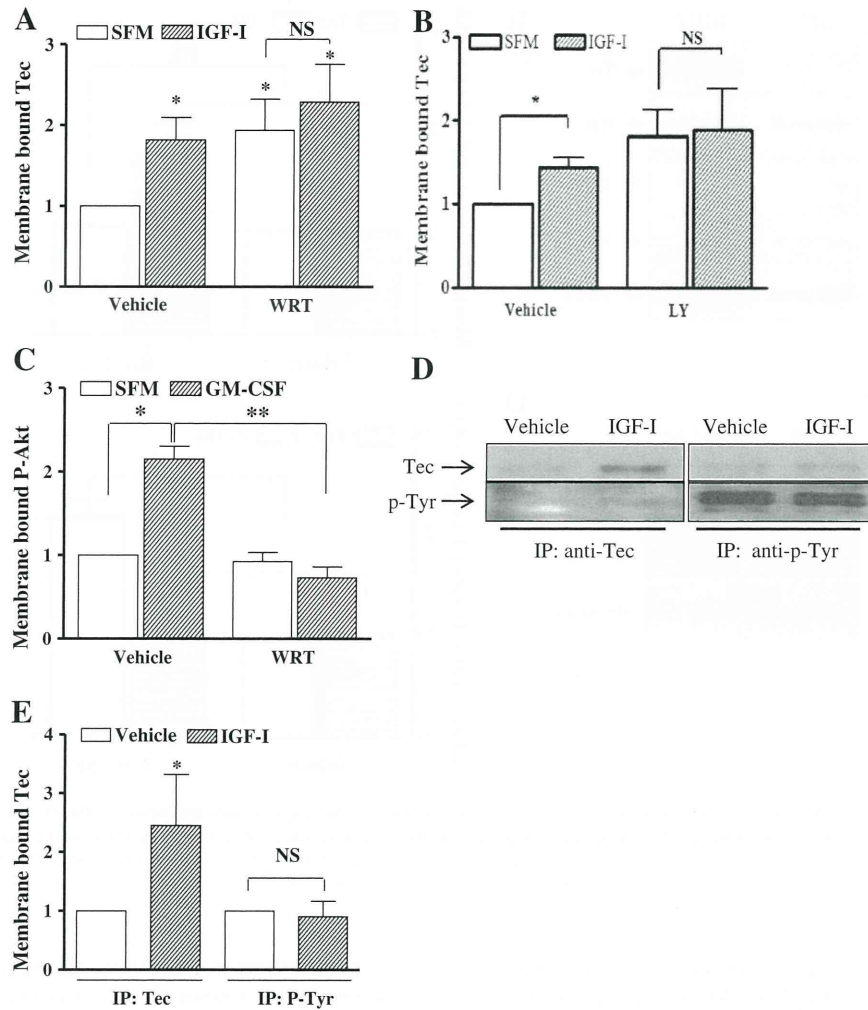 A
SFM IGF-I
NS
Membrane bound Tec
3
2
1
0
*
*
*
Vehicle WRT
B
SFM IGF-I
NS
Membrane bound Tec
3
2
1
0
*
Vehicle LY
C
SFM GM-CSF
Membrane bound P-Akt
3
2
1
0
* **
Vehicle WRT
D
Vehicle IGF-I Vehicle IGF-I
Tec
p-Tyr
IP: anti-Tec IP: anti-p-Tyr
E
Vehicle IGF-I
Membrane bound Tec
4
3
2
1
0
*
NS
IP: Tec IP: P-Tyr